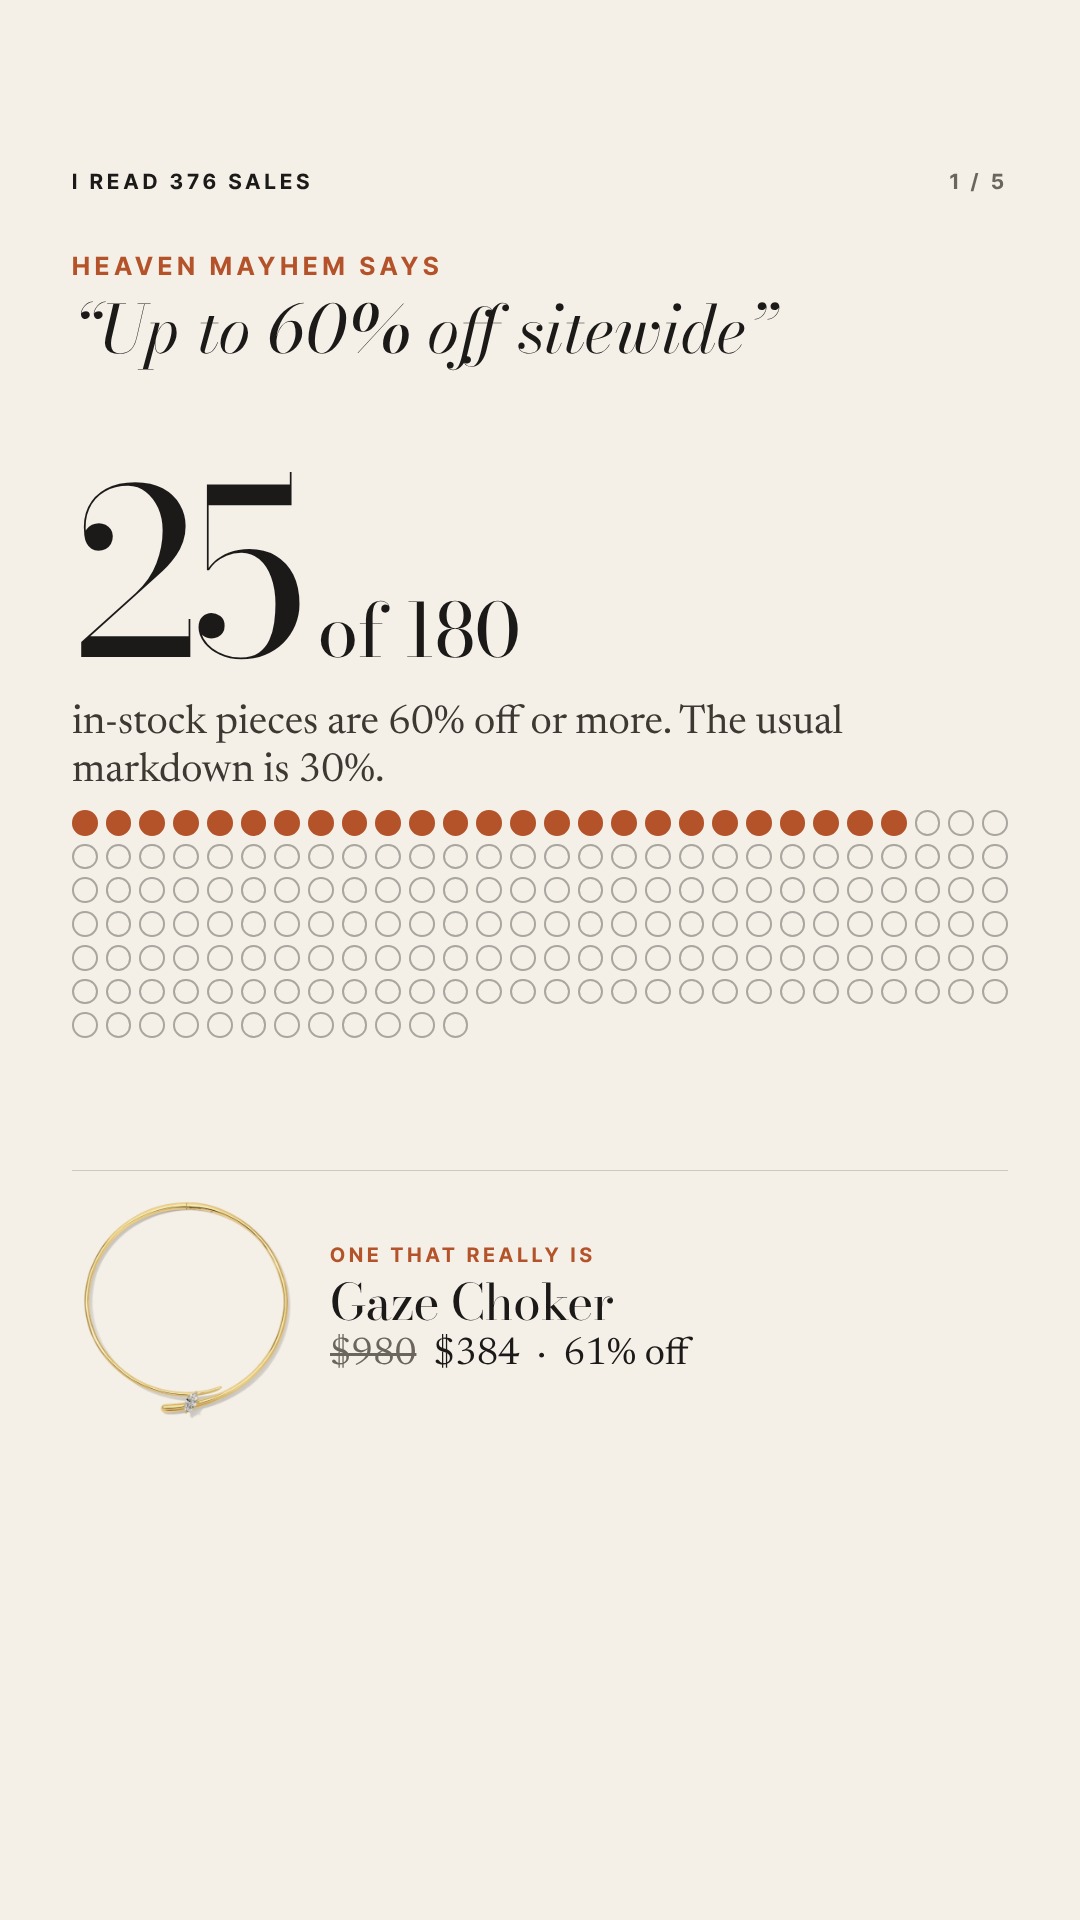 I READ 376 SALES
1 / 5
HEAVEN MAYHEM SAYS
“Up to 60% off sitewide”
25 of 180
in-stock pieces are 60% off or more. The usual
markdown is 30%.
ONE THAT REALLY IS
Gaze Choker
$980 $384 · 61% off